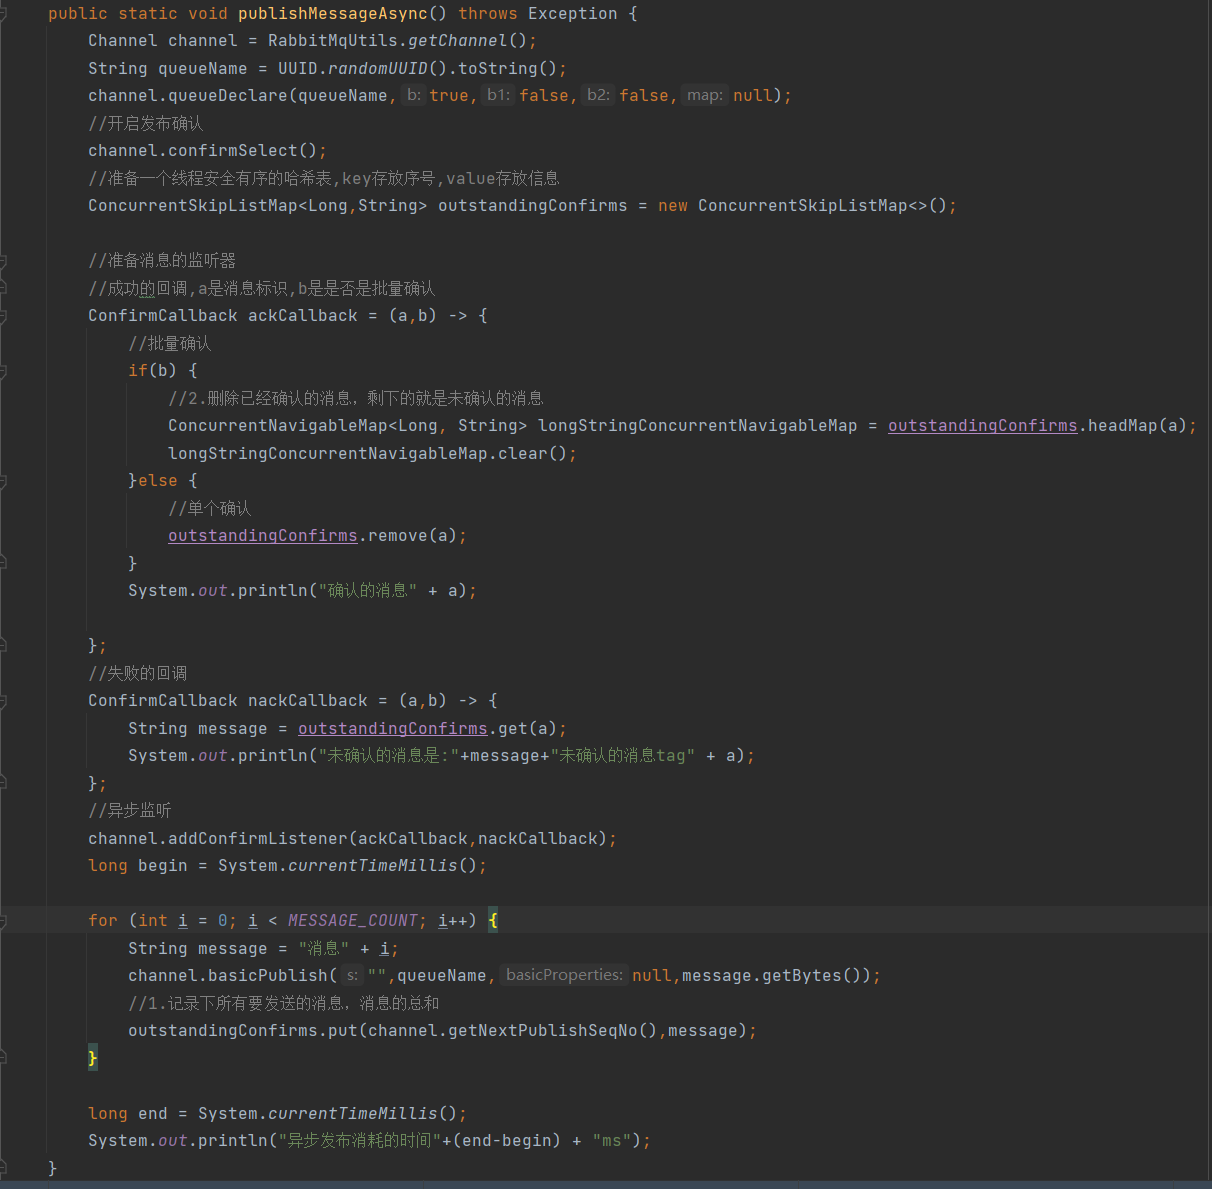 public static void publishMessageAsync() throws Exception {
Channel channel = RabbitMqUtils.getChannel();
String queueName = UUID.randomUUID().toString();
channel.queueDeclare(queueName, b: true, b1: false, b2: false, map: null);
//开启发布确认
channel.confirmSelect();
//准备一个线程安全有序的哈希表,key存放序号,value存放信息
ConcurrentSkipListMap<Long,String> outstandingConfirms = new ConcurrentSkipListMap<>();
//准备消息的监听器
//成功的回调,a是消息标识,b是是否是批量确认
ConfirmCallback ackCallback = (a,b) -> {
//批量确认
if(b) {
//2.删除已经确认的消息，剩下的就是未确认的消息
ConcurrentNavigableMap<Long, String> longStringConcurrentNavigableMap = outstandingConfirms.headMap(a);
longStringConcurrentNavigableMap.clear();
}else {
//单个确认
outstandingConfirms.remove(a);
}
System.out.println("确认的消息" + a);
};
//失败的回调
ConfirmCallback nackCallback = (a,b) -> {
String message = outstandingConfirms.get(a);
System.out.println("未确认的消息是:"+message+"未确认的消息tag" + a);
};
//异步监听
channel.addConfirmListener(ackCallback,nackCallback);
long begin = System.currentTimeMillis();
for (int i = 0; i < MESSAGE_COUNT; i++) {
String message = "消息" + i;
channel.basicPublish( s: "",queueName, basicProperties: null,message.getBytes());
//1.记录下所有要发送的消息，消息的总和
outstandingConfirms.put(channel.getNextPublishSeqNo(),message);
}
long end = System.currentTimeMillis();
System.out.println("异步发布消耗的时间"+(end-begin) + "ms");
}